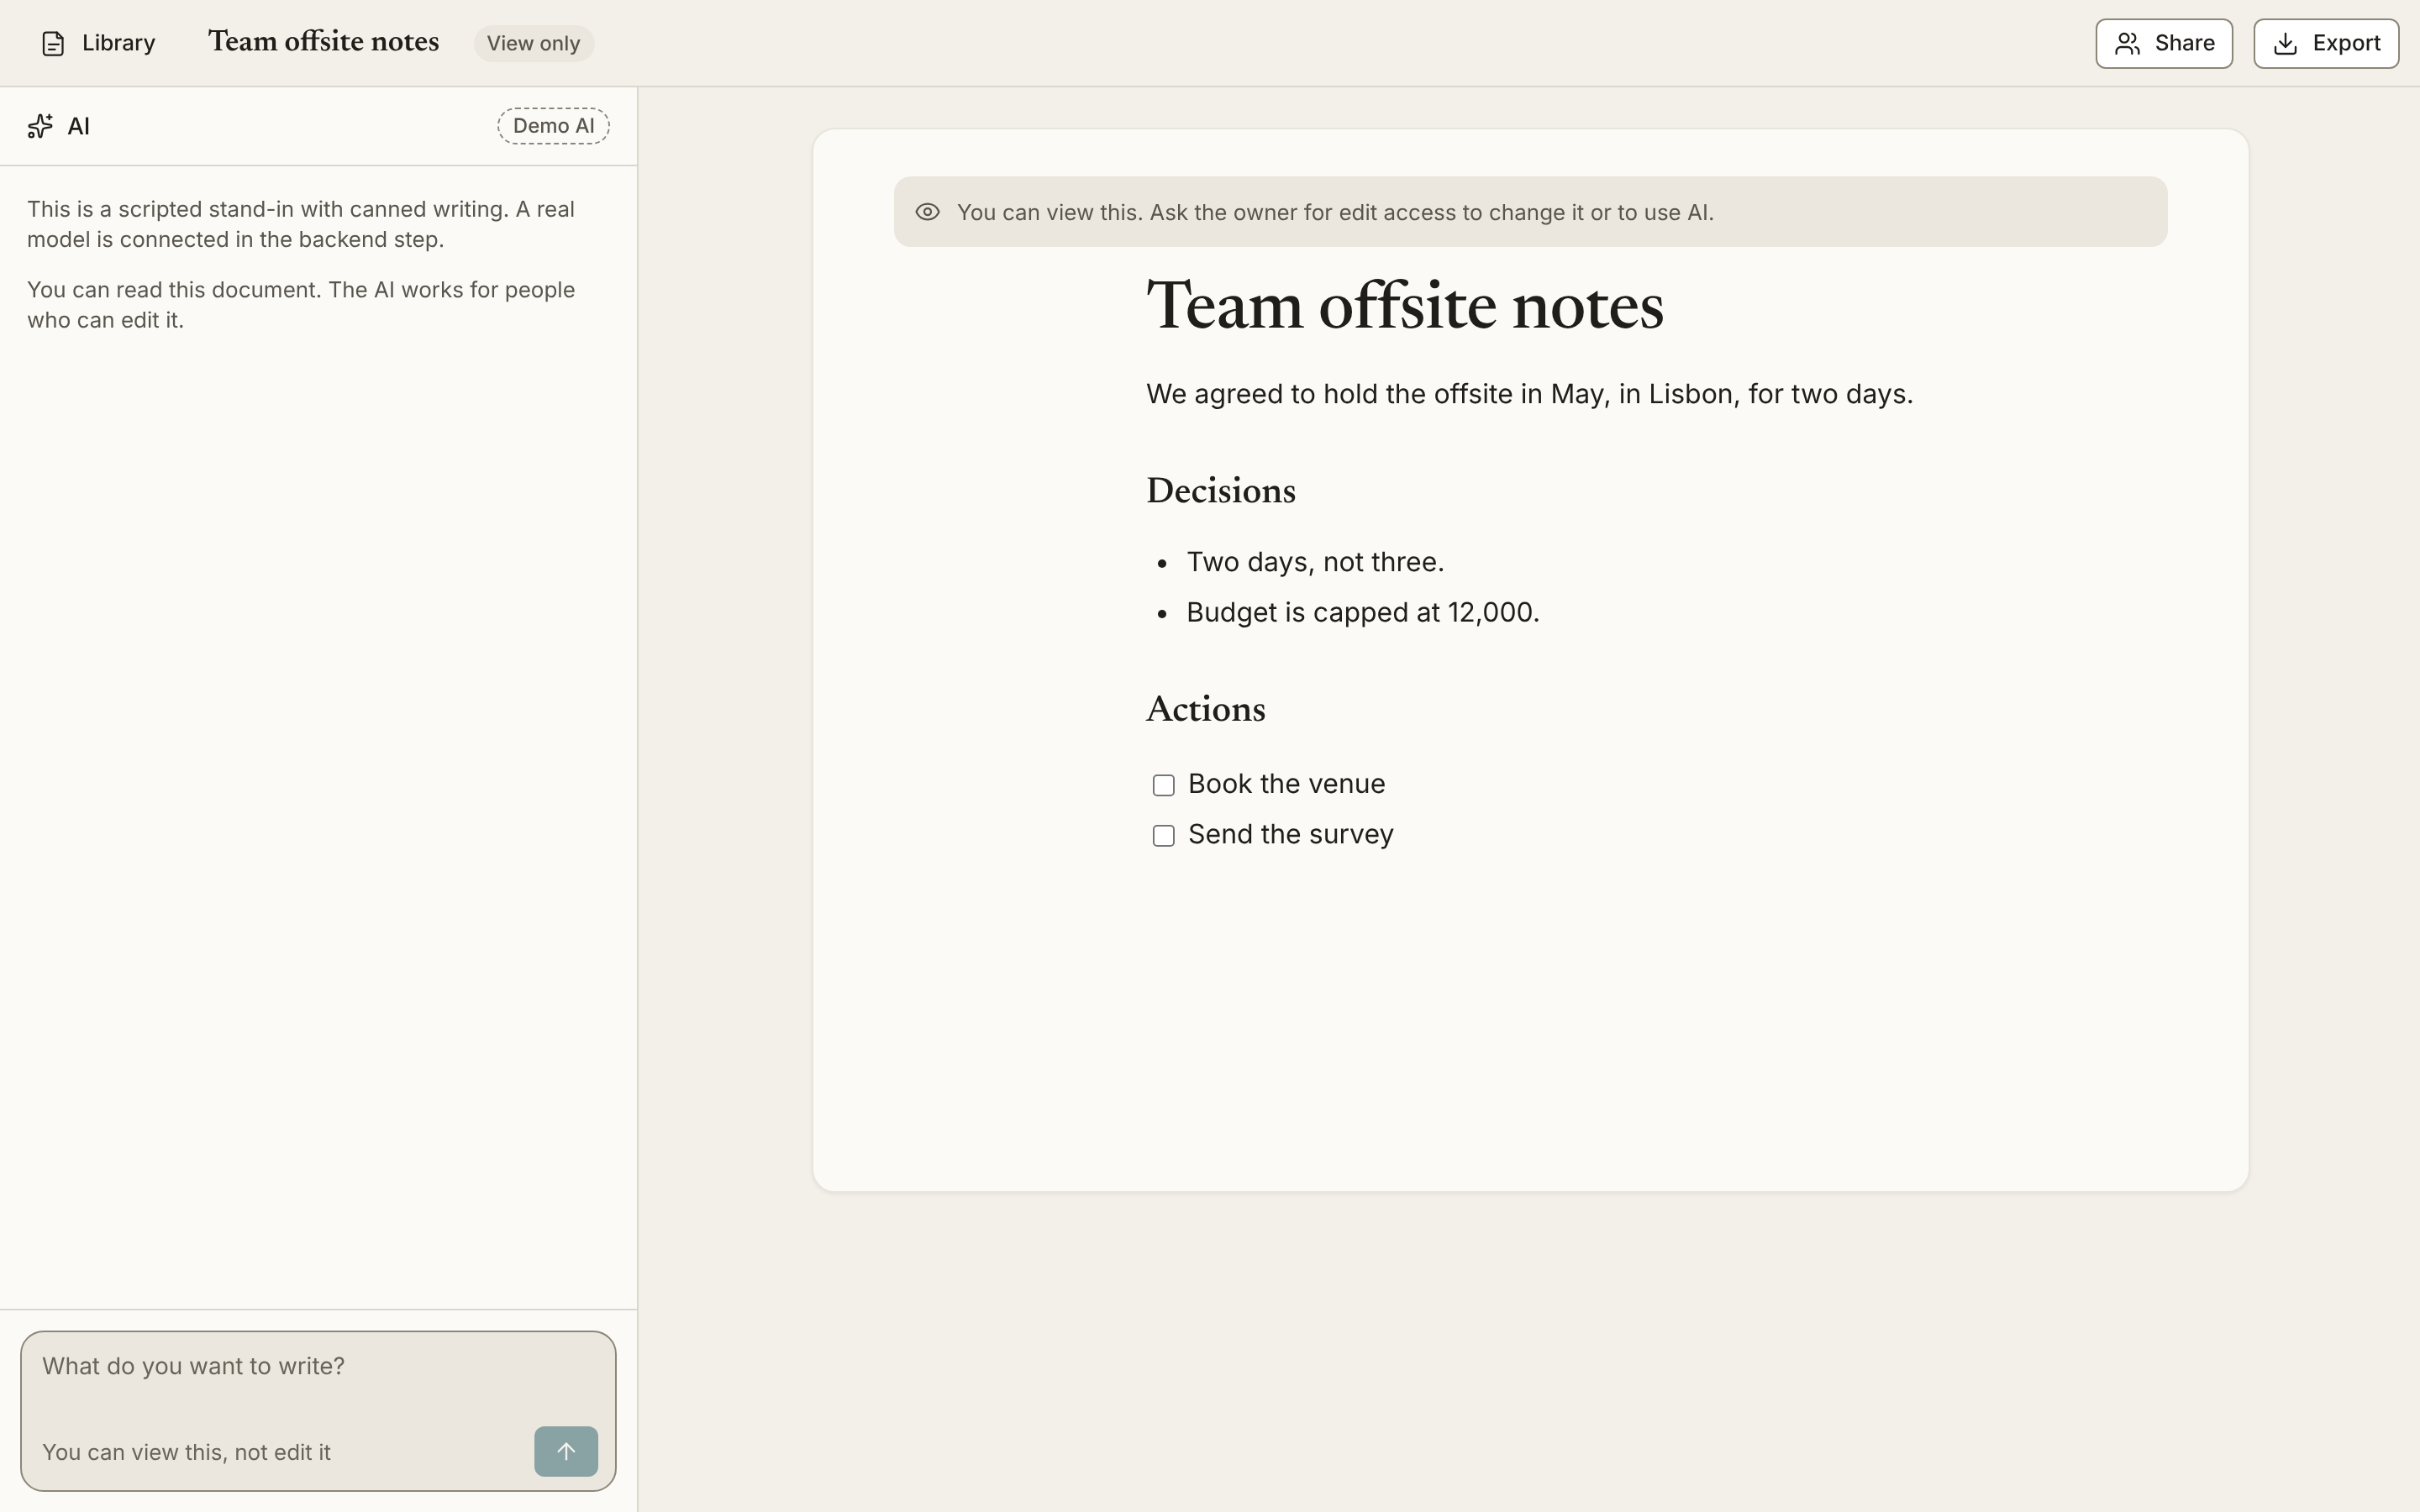 Library
Team offsite notes
View only
Share
Export
AI
Demo AI
This is a scripted stand-in with canned writing. A real
model is connected in the backend step.
You can read this document. The AI works for people
who can edit it.
What do you want to write?
You can view this, not edit it
You can view this. Ask the owner for edit access to change it or to use AI.
Team offsite notes
We agreed to hold the offsite in May, in Lisbon, for two days.
Decisions
Two days, not three.
Budget is capped at 12,000.
Actions
Book the venue
Send the survey